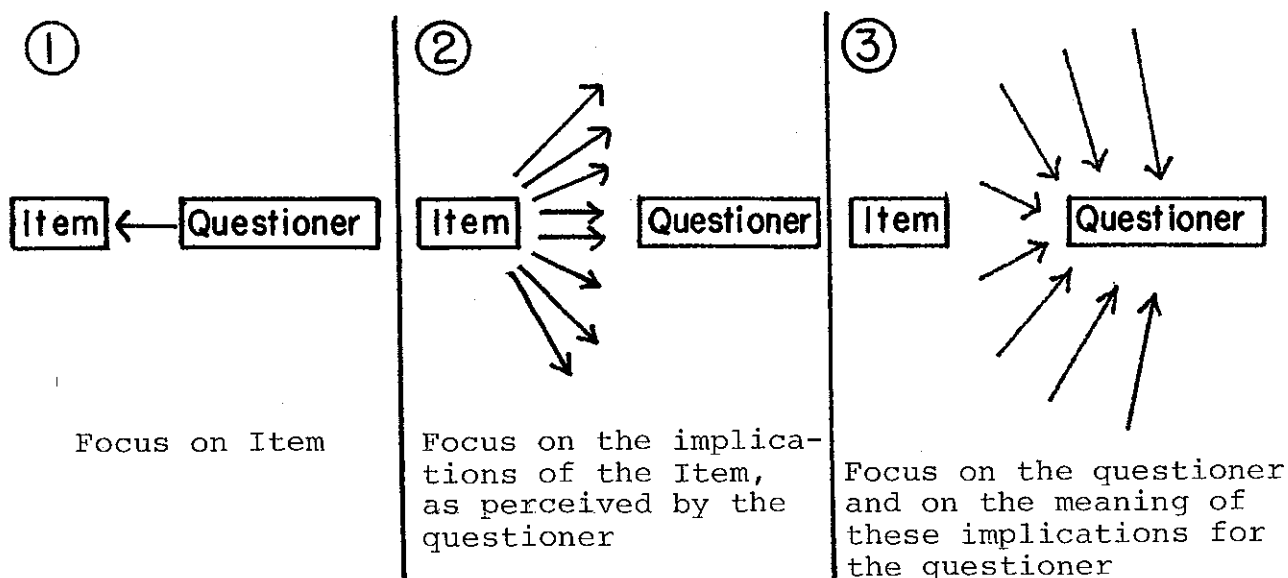 1
Item
Questioner
Focus on Item
2
Item
Questioner
Focus on the implica-
tions of the Item,
as perceived by the
questioner
3
Item
Questioner
Focus on the questioner
and on the meaning of
these implications for
the questioner